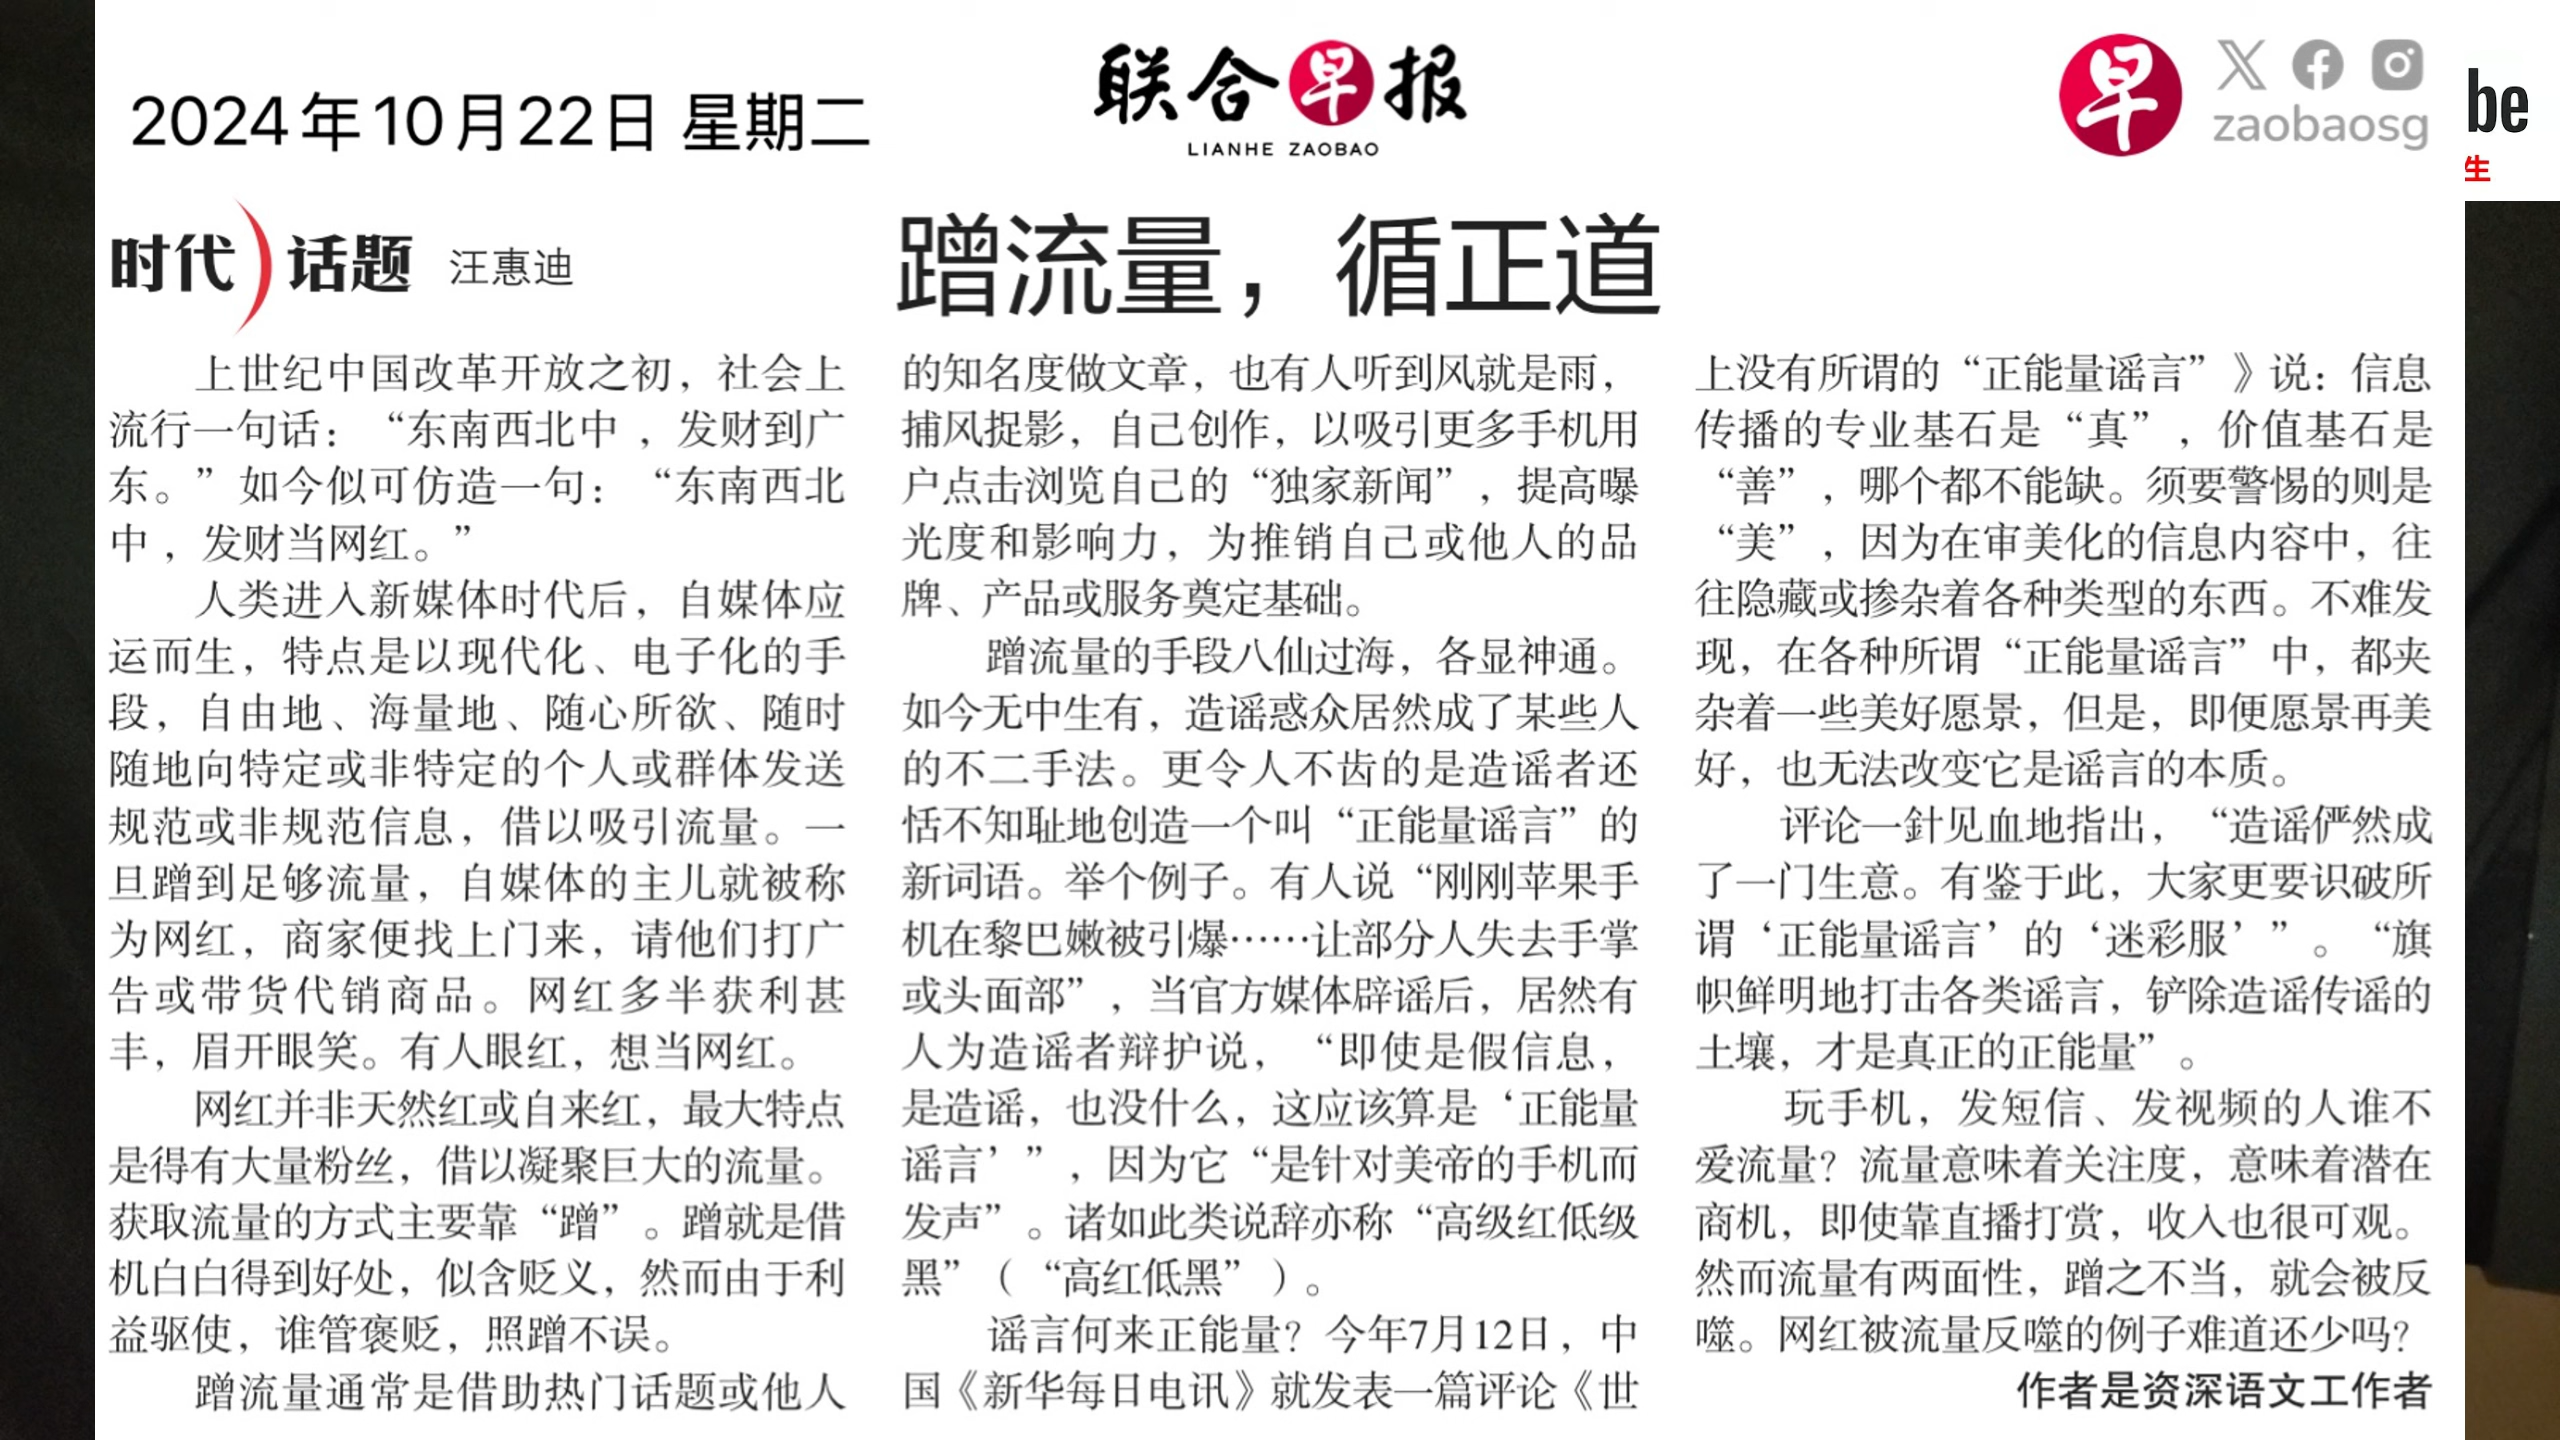 2024年10月22日 星期二
联合早报
LIANHE ZAOBAO
早
zaobaosg
be
生
时代 话题 汪惠迪
蹭流量，循正道
上世纪中国改革开放之初，社会上
流行一句话：“东南西北中，发财到广
东。”如今似可仿造一句：“东南西北
中，发财当网红。”
人类进入新媒体时代后，自媒体应
运而生，特点是以现代化、电子化的手
段，自由地、海量地、随心所欲、随时
随地向特定或非特定的个人或群体发送
规范或非规范信息，借以吸引流量。一
旦蹭到足够流量，自媒体的主儿就被称
为网红，商家便找上门来，请他们打广
告或带货代销商品。网红多半获利甚
丰，眉开眼笑。有人眼红，想当网红。
网红并非天然红或自来红，最大特点
是得有大量粉丝，借以凝聚巨大的流量。
获取流量的方式主要靠“蹭”。蹭就是借
机白白得到好处，似含贬义，然而由于利
益驱使，谁管褒贬，照蹭不误。
蹭流量通常是借助热门话题或他人
的知名度做文章，也有人听到风就是雨，
捕风捉影，自己创作，以吸引更多手机用
户点击浏览自己的“独家新闻”，提高曝
光度和影响力，为推销自己或他人的品
牌、产品或服务奠定基础。
蹭流量的手段八仙过海，各显神通。
如今无中生有，造谣惑众居然成了某些人
的不二手法。更令人不齿的是造谣者还
恬不知耻地创造一个叫“正能量谣言”的
新词语。举个例子。有人说“刚刚苹果手
机在黎巴嫩被引爆……让部分人失去手掌
或头面部”，当官方媒体辟谣后，居然有
人为造谣者辩护说，“即使是假信息，
是造谣，也没什么，这应该算是‘正能量
谣言’”，因为它“是针对美帝的手机而
发声”。诸如此类说辞亦称“高级红低级
黑”（“高红低黑”）。
谣言何来正能量？今年7月12日，中
国《新华每日电讯》就发表一篇评论《世
上没有所谓的“正能量谣言”》说：信息
传播的专业基石是“真”，价值基石是
“善”，哪个都不能缺。须要警惕的则是
“美”，因为在审美化的信息内容中，往
往隐藏或掺杂着各种类型的东西。不难发
现，在各种所谓“正能量谣言”中，都夹
杂着一些美好愿景，但是，即便愿景再美
好，也无法改变它是谣言的本质。
评论一針见血地指出，“造谣俨然成
了一门生意。有鉴于此，大家更要识破所
谓‘正能量谣言’的‘迷彩服’”。“旗
帜鲜明地打击各类谣言，铲除造谣传谣的
土壤，才是真正的正能量”。
玩手机，发短信、发视频的人谁不
爱流量？流量意味着关注度，意味着潜在
商机，即使靠直播打赏，收入也很可观。
然而流量有两面性，蹭之不当，就会被反
噬。网红被流量反噬的例子难道还少吗？
作者是资深语文工作者